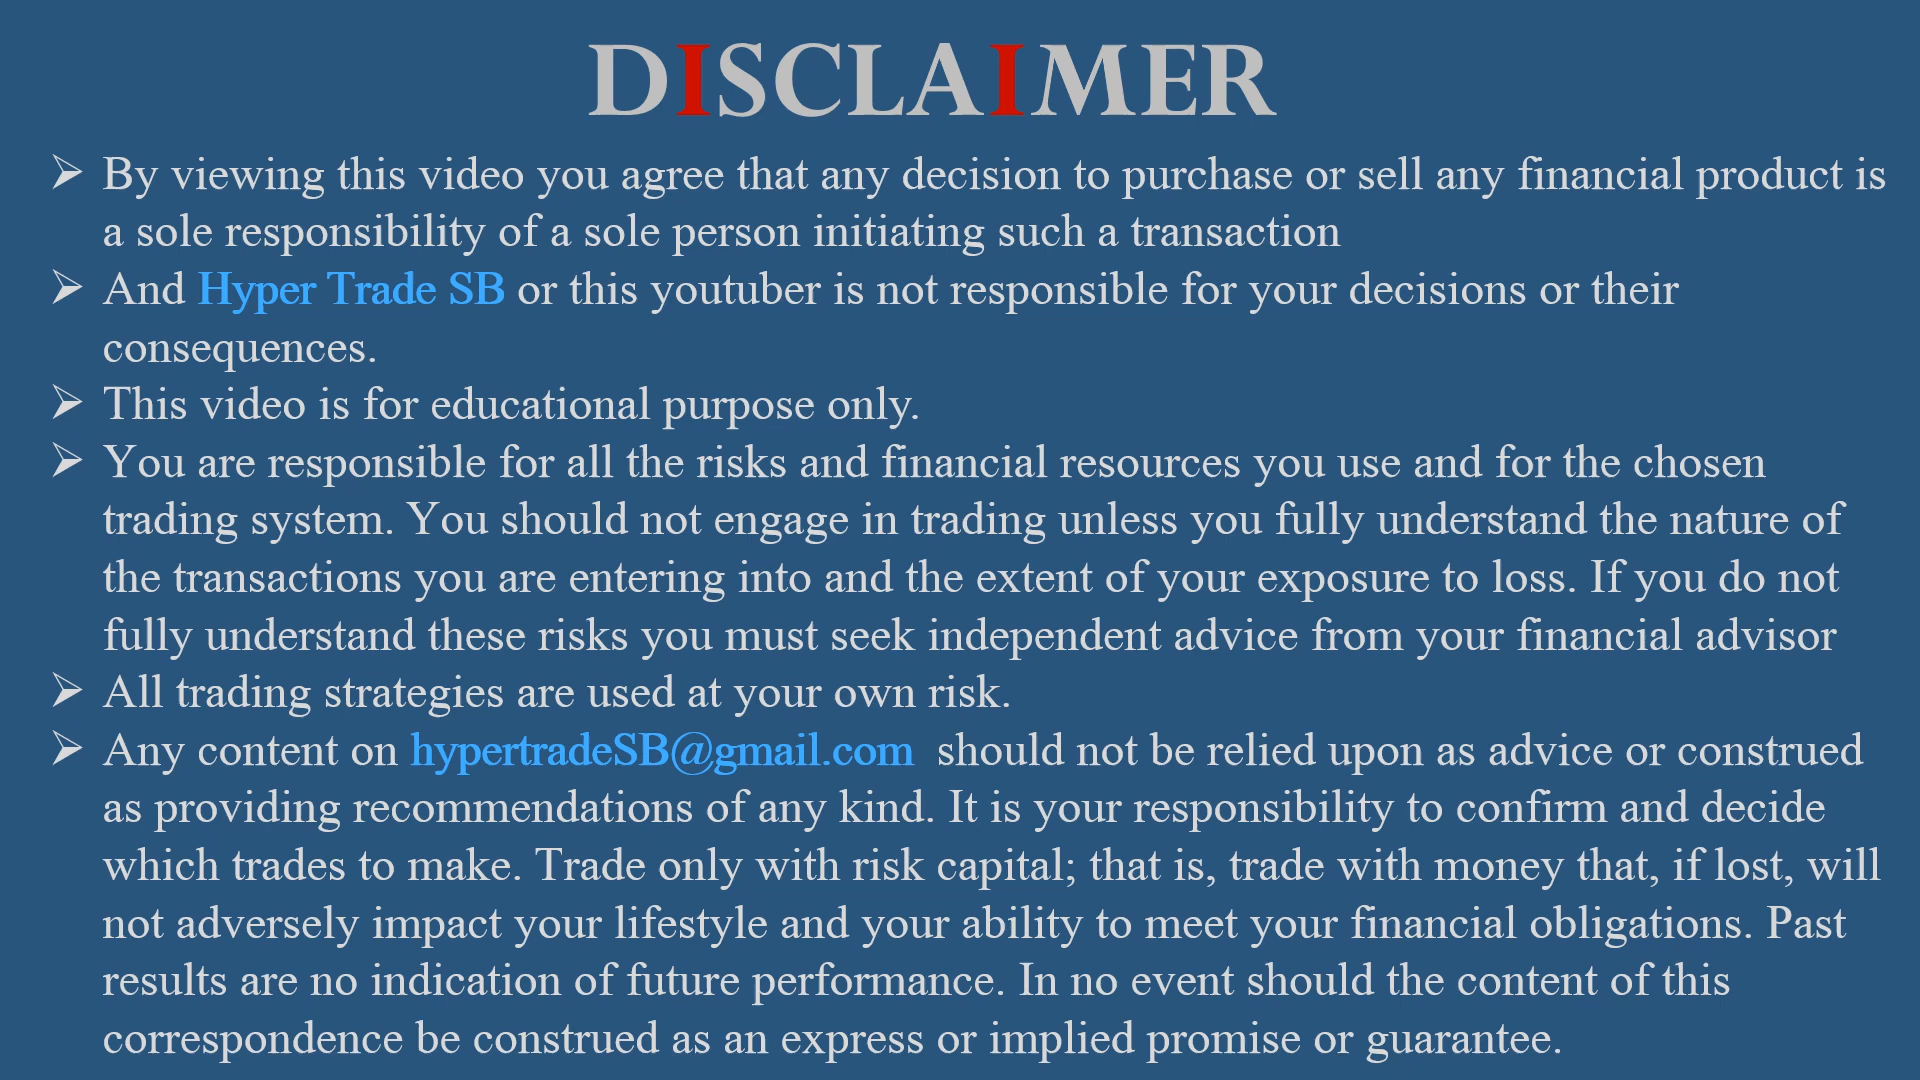 DISCLAIMER
➢ By viewing this video you agree that any decision to purchase or sell any financial product is
a sole responsibility of a sole person initiating such a transaction
➢ And Hyper Trade SB or this youtuber is not responsible for your decisions or their
consequences.
➢ This video is for educational purpose only.
➢ You are responsible for all the risks and financial resources you use and for the chosen
trading system. You should not engage in trading unless you fully understand the nature of
the transactions you are entering into and the extent of your exposure to loss. If you do not
fully understand these risks you must seek independent advice from your financial advisor
➢ All trading strategies are used at your own risk.
➢ Any content on hypertradeSB@gmail.com should not be relied upon as advice or construed
as providing recommendations of any kind. It is your responsibility to confirm and decide
which trades to make. Trade only with risk capital; that is, trade with money that, if lost, will
not adversely impact your lifestyle and your ability to meet your financial obligations. Past
results are no indication of future performance. In no event should the content of this
correspondence be construed as an express or implied promise or guarantee.